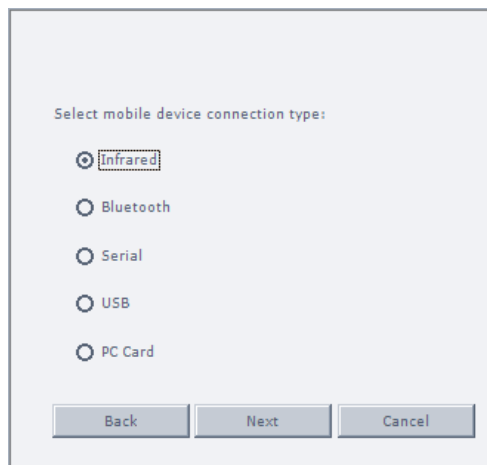 Select mobile device connection type:
Infrared
Bluetooth
Serial
USB
PC Card
Back Next Cancel